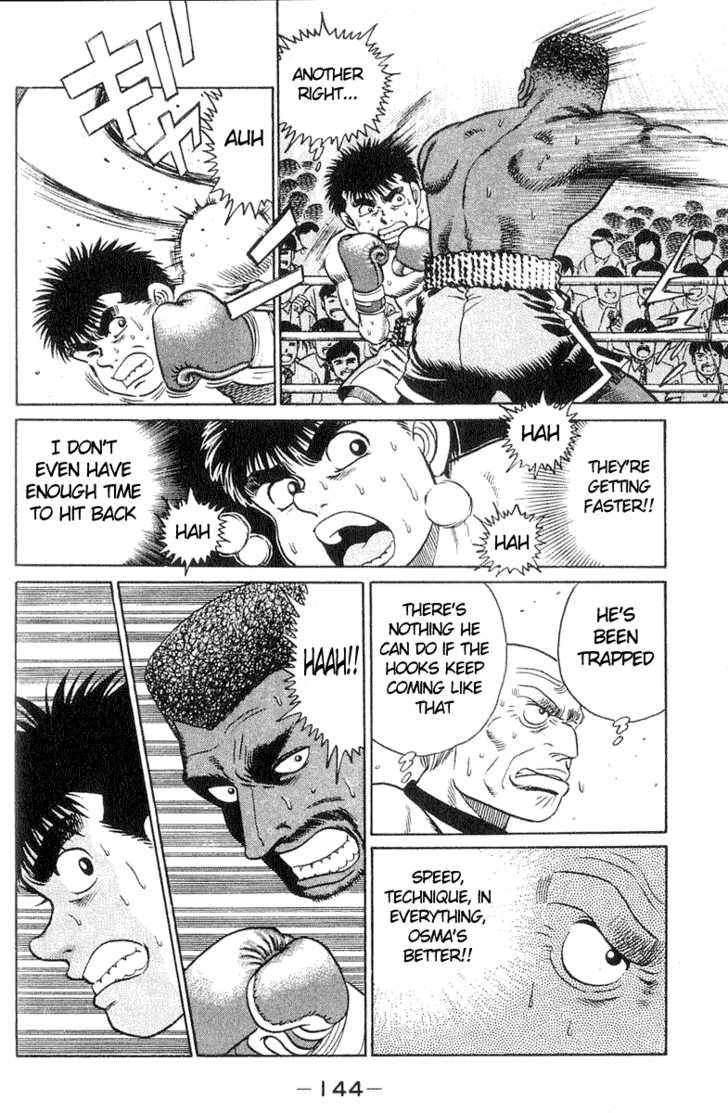 ANOTHER
RIGHT...
ギャ
AUH
THEY'RE
GETTING
FASTER!!
HAH
HAH
HAH
I DON'T
EVEN HAVE
ENOUGH TIME
TO HIT BACK
HE'S
BEEN
TRAPPED
THERE'S
NOTHING HE
CAN DO IF THE
HOOKS KEEP
COMING LIKE
THAT
HAAH!!
SPEED,
TECHNIQUE, IN
EVERYTHING,
OSMA'S
BETTER!!
-144-